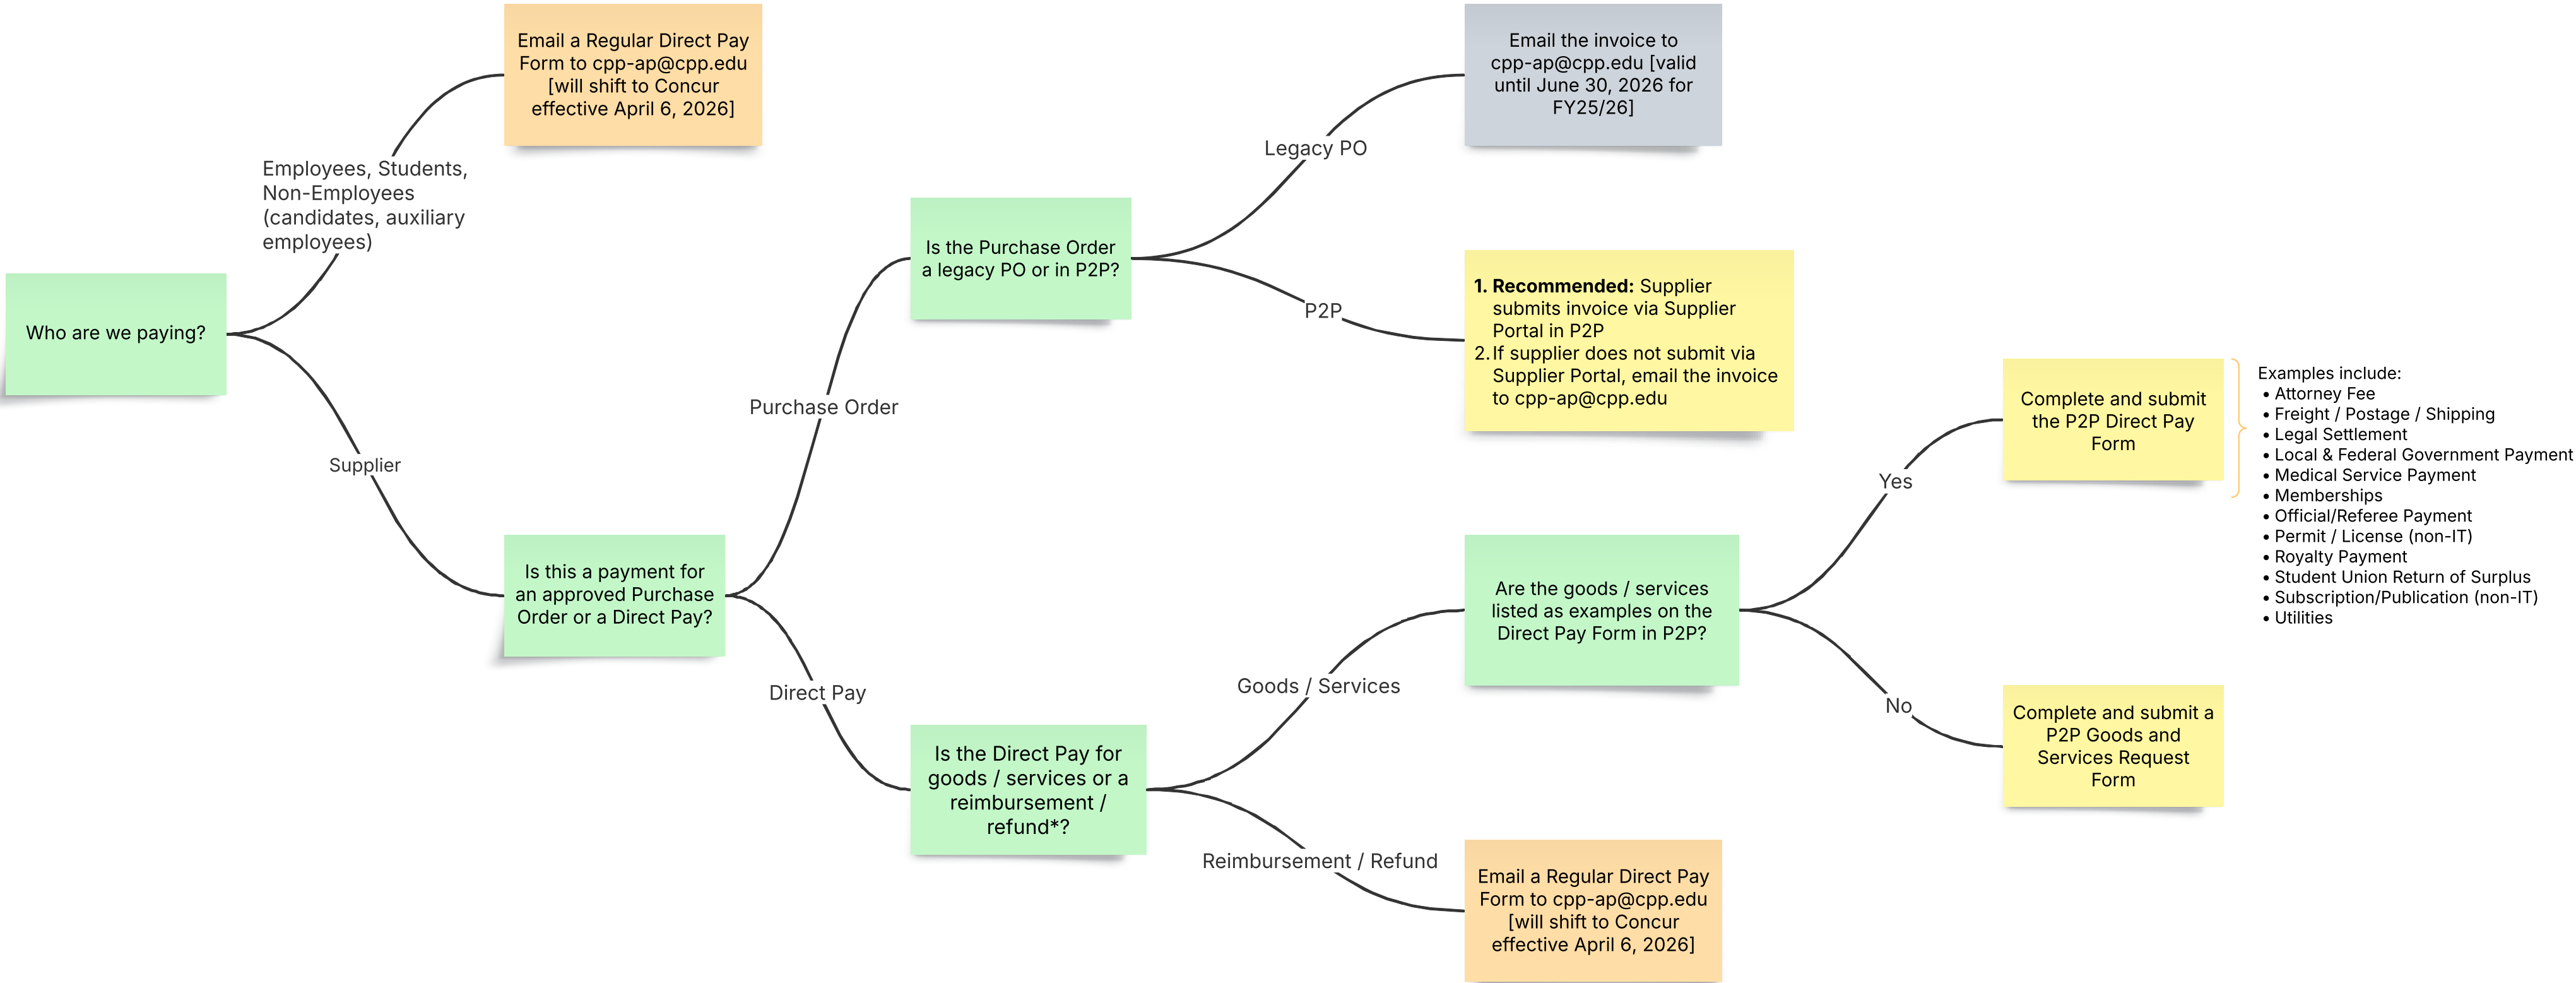 Who are we paying?
Employees, Students,
Non-Employees
(candidates, auxiliary
employees)
Email a Regular Direct Pay
Form to cpp-ap@cpp.edu
[will shift to Concur
effective April 6, 2026]
Supplier
Is this a payment for
an approved Purchase
Order or a Direct Pay?
Purchase Order
Is the Purchase Order
a legacy PO or in P2P?
Legacy PO
Email the invoice to
cpp-ap@cpp.edu [valid
until June 30, 2026 for
FY25/26]
P2P
1. Recommended: Supplier
submits invoice via Supplier
Portal in P2P
2. If supplier does not submit via
Supplier Portal, email the invoice
to cpp-ap@cpp.edu
Direct Pay
Is the Direct Pay for
goods / services or a
reimbursement /
refund*?
Goods / Services
Are the goods / services
listed as examples on the
Direct Pay Form in P2P?
Yes
Complete and submit
the P2P Direct Pay
Form
Examples include:
• Attorney Fee
• Freight / Postage / Shipping
• Legal Settlement
• Local & Federal Government Payment
• Medical Service Payment
• Memberships
• Official/Referee Payment
• Permit / License (non-IT)
• Royalty Payment
• Student Union Return of Surplus
• Subscription/Publication (non-IT)
• Utilities
No
Complete and submit a
P2P Goods and
Services Request
Form
Reimbursement / Refund
Email a Regular Direct Pay
Form to cpp-ap@cpp.edu
[will shift to Concur
effective April 6, 2026]